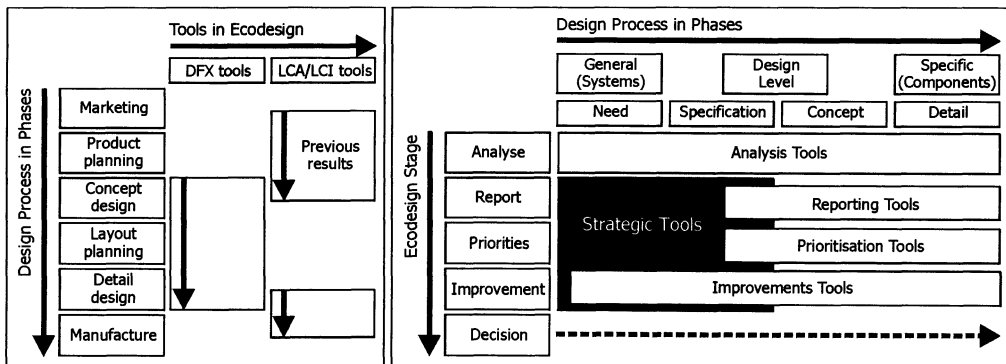 Tools in Ecodesign
DFX tools
LCA/LCI tools
Design Process in Phases
Marketing
Product
planning
Concept
design
Layout
planning
Detail
design
Manufacture
Previous
results
Design Process in Phases
General
(Systems)
Design
Level
Specific
(Components)
Need
Specification
Concept
Detail
Ecodesign Stage
Analyse
Analysis Tools
Report
Strategic Tools
Reporting Tools
Priorities
Prioritisation Tools
Improvement
Improvements Tools
Decision